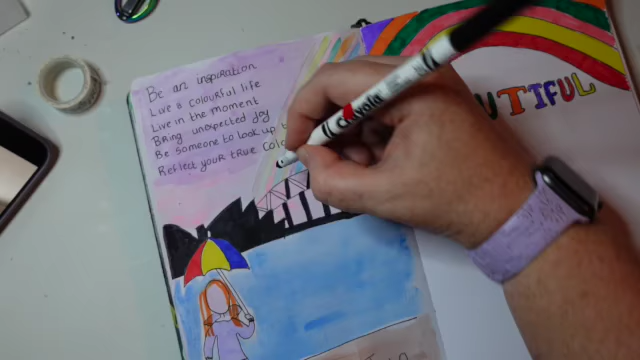 Be an inspiration
Live a colourful life
Live in the moment
Bring unexpected joy
Be someone to look up t
Reflect your true Colo
UTIFUL
Crayola